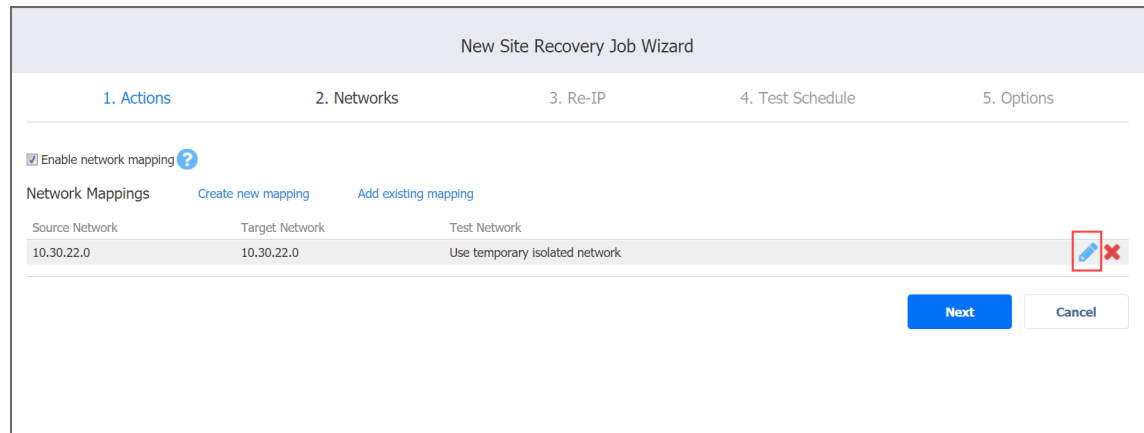 New Site Recovery Job Wizard
1. Actions 2. Networks 3. Re-IP 4. Test Schedule 5. Options
Enable network mapping ?
Network Mappings Create new mapping Add existing mapping
Source Network Target Network Test Network
10.30.22.0 10.30.22.0 Use temporary isolated network
Next Cancel